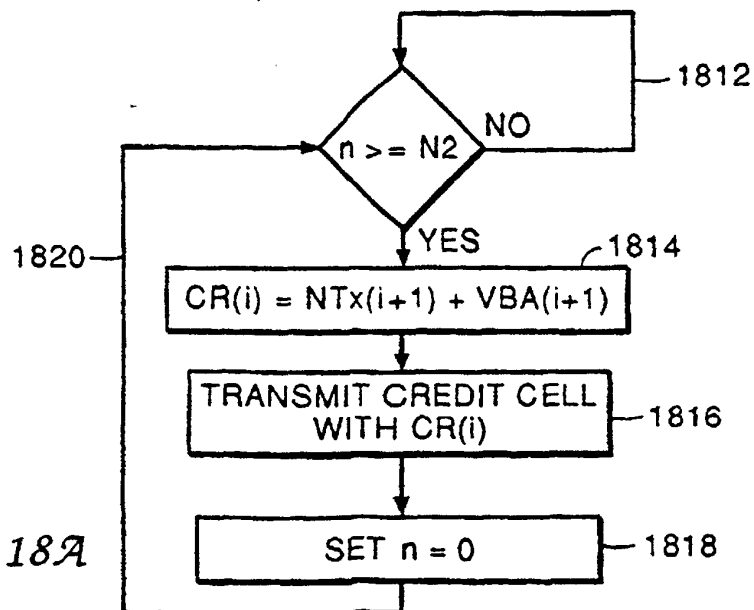 1812
n >= N2
NO
YES
1820
1814
CR(i) = NTx(i+1) + VBA(i+1)
TRANSMIT CREDIT CELL
WITH CR(i)
1816
18A
SET n = 0
1818